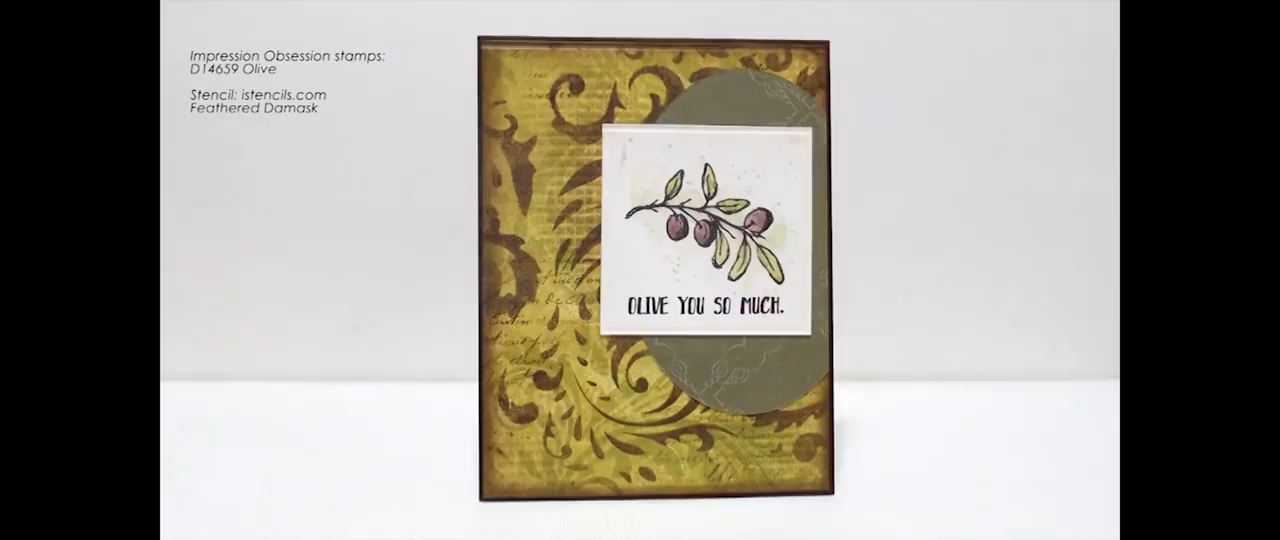 Impression Obsession stamps:
D14659 Olive
Stencil: istencils.com
Feathered Damask
OLIVE YOU SO MUCH.